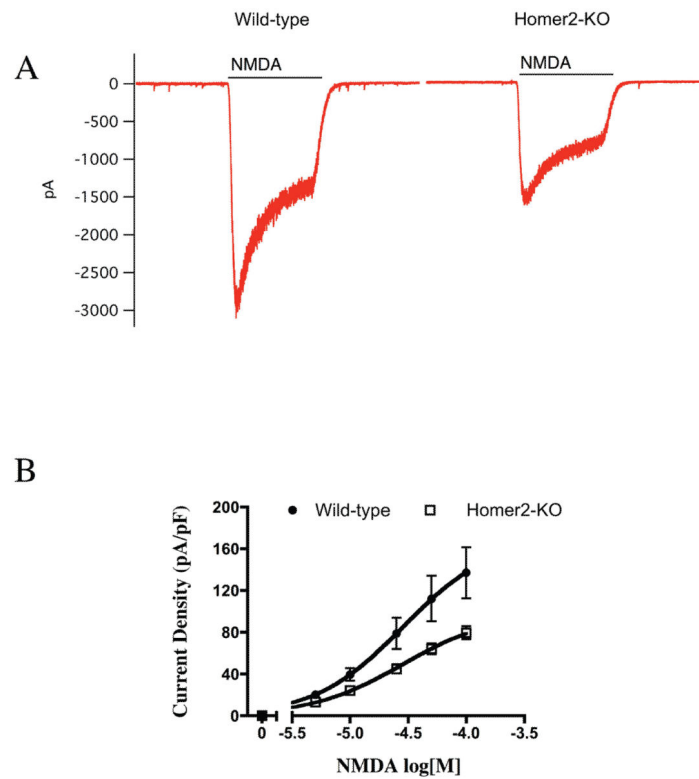 Wild-type Homer2-KO
A
NMDA NMDA
0
-500
-1000
-1500
-2000
-2500
-3000
pA
B
Wild-type Homer2-KO
200
160
120
80
40
0
Current Density (pA/pF)
0 -5.5 -5.0 -4.5 -4.0 -3.5
NMDA log[M]